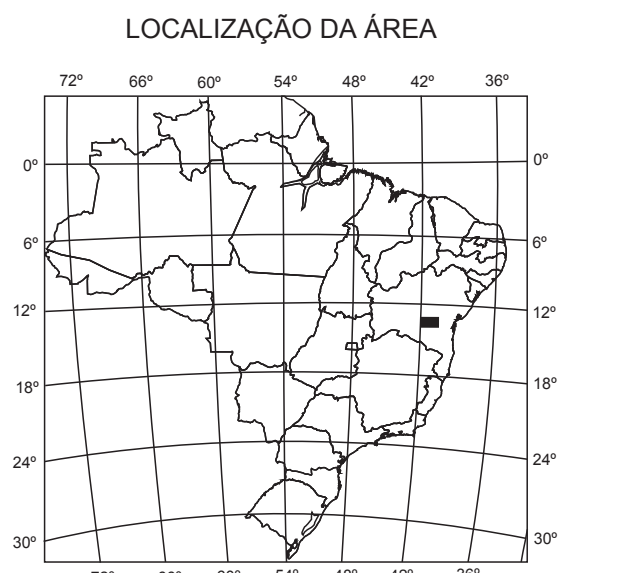 LOCALIZAÇÃO DA ÁREA
72º 66º 60º 54º 48º 42º 36º
0º 0º
6º 6º
12º 12º
18º 18º
24º 24º
30º 30º
54º 48º 36º